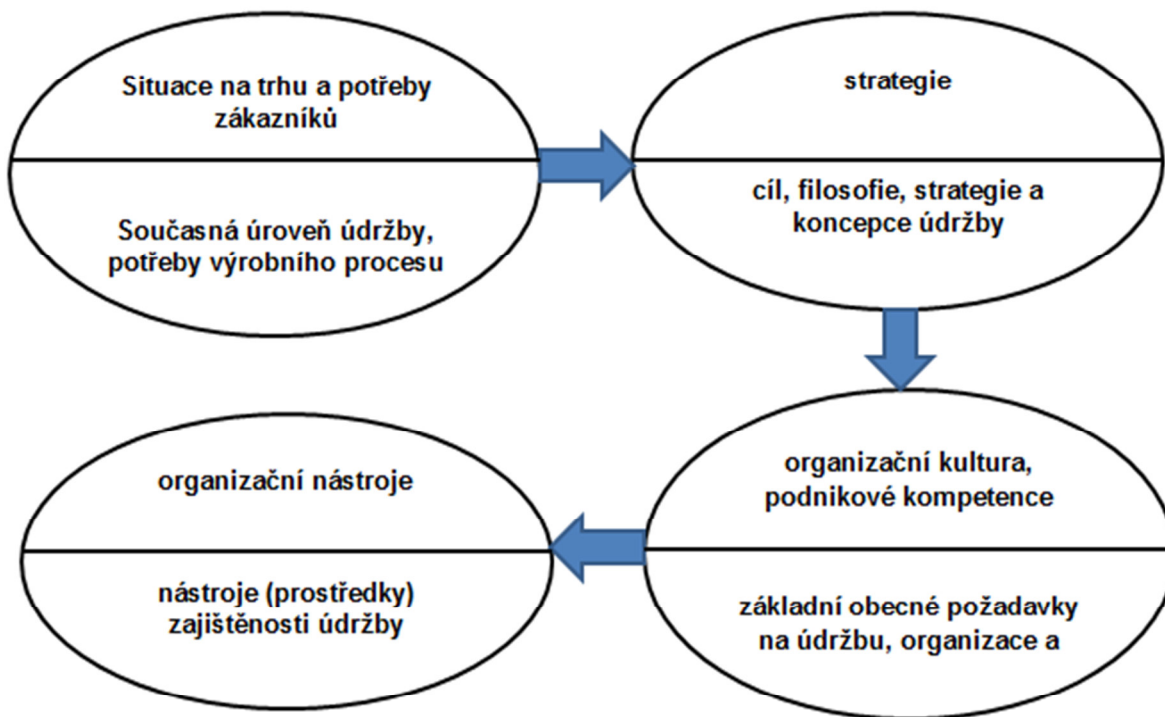 Situace na trhu a potřeby
zákazníků
Současná úroveň údržby,
potřeby výrobního procesu
strategie
cíl, filosofie, strategie a
koncepce údržby
organizační kultura,
podnikové kompetence
základní obecné požadavky
na údržbu, organizace a
organizační nástroje
nástroje (prostředky)
zajištěnosti údržby